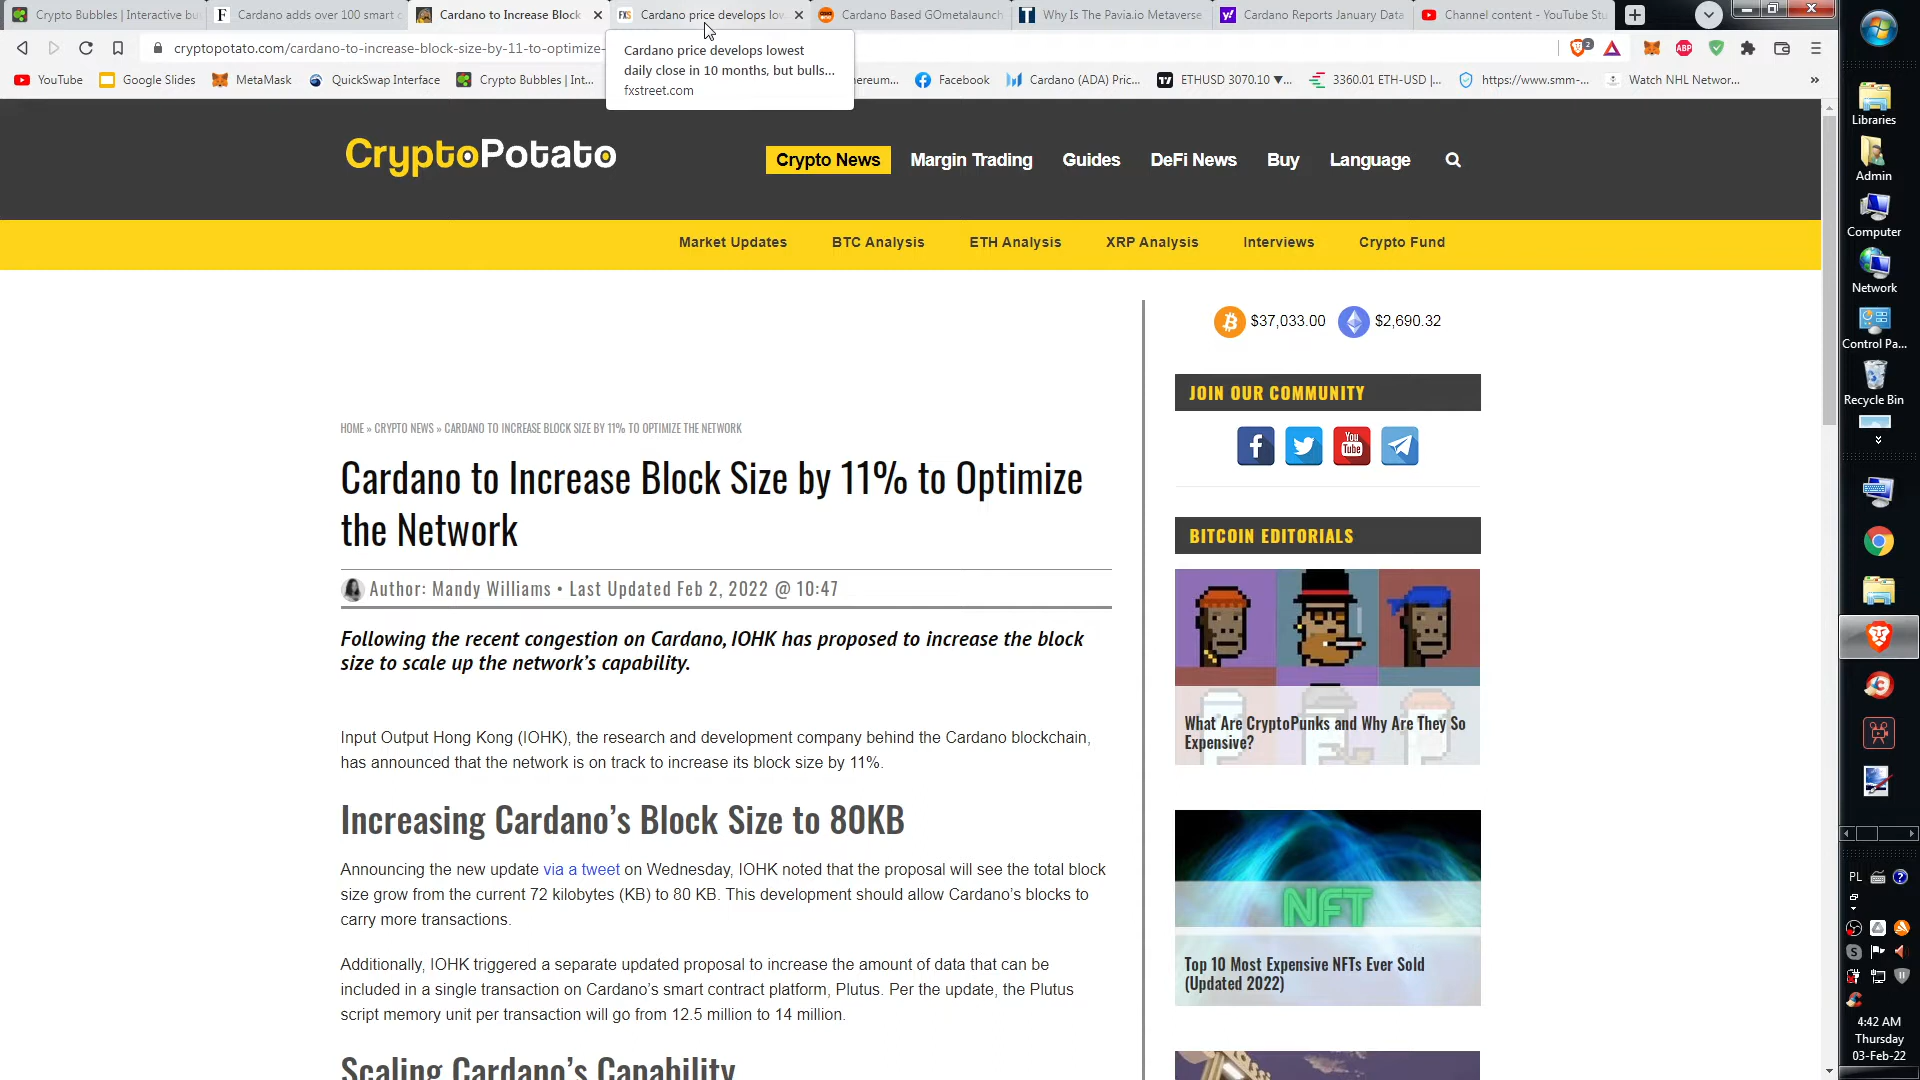 Crypto Bubbles | Interactive bu
Cardano adds over 100 smart c
Cardano to Increase Block
Cardano price develops low
Cardano Based GOmetalaunch
Why Is The Pavia.io Metaverse
Cardano Reports January Data
Channel content - YouTube Stu
cryptopotato.com/cardano-to-increase-block-size-by-11-to-optimize-
2
ABP
Cardano price develops lowest
daily close in 10 months, but bulls...
fxstreet.com
YouTube
Google Slides
MetaMask
QuickSwap Interface
Crypto Bubbles | Int...
ereum...
Facebook
Cardano (ADA) Pric...
ETHUSD 3070.10 ▼...
3360.01 ETH-USD |...
https://www.smm-...
Watch NHL Networ...
»
CryptoPotato
Crypto News
Margin Trading
Guides
DeFi News
Buy
Language
Market Updates
BTC Analysis
ETH Analysis
XRP Analysis
Interviews
Crypto Fund
$37,033.00
$2,690.32
JOIN OUR COMMUNITY
You
Tube
HOME » CRYPTO NEWS » CARDANO TO INCREASE BLOCK SIZE BY 11% TO OPTIMIZE THE NETWORK
Cardano to Increase Block Size by 11% to Optimize
the Network
Author: Mandy Williams • Last Updated Feb 2, 2022 @ 10:47
Following the recent congestion on Cardano, IOHK has proposed to increase the block
size to scale up the network's capability.
Input Output Hong Kong (IOHK), the research and development company behind the Cardano blockchain,
has announced that the network is on track to increase its block size by 11%.
Increasing Cardano's Block Size to 80KB
Announcing the new update via a tweet on Wednesday, IOHK noted that the proposal will see the total block
size grow from the current 72 kilobytes (KB) to 80 KB. This development should allow Cardano's blocks to
carry more transactions.
Additionally, IOHK triggered a separate updated proposal to increase the amount of data that can be
included in a single transaction on Cardano's smart contract platform, Plutus. Per the update, the Plutus
script memory unit per transaction will go from 12.5 million to 14 million.
Scaling Cardano's Capability
BITCOIN EDITORIALS
What Are CryptoPunks and Why Are They So
Expensive?
NFT
Top 10 Most Expensive NFTs Ever Sold
(Updated 2022)
Libraries
Admin
Computer
Network
Control Pa...
Recycle Bin
PL
4:42 AM
Thursday
03-Feb-22